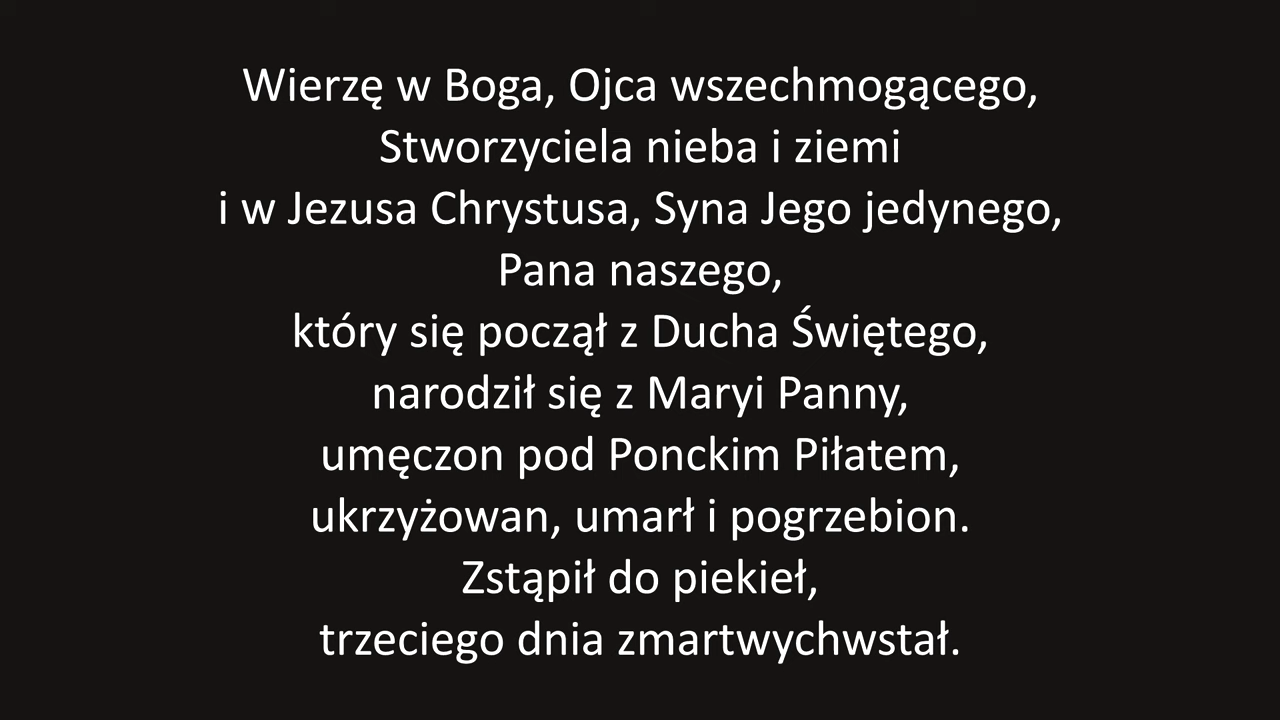 Wierzę w Boga, Ojca wszechmogącego,
Stworzyciela nieba i ziemi
i w Jezusa Chrystusa, Syna Jego jedynego,
Pana naszego,
który się począł z Ducha Świętego,
narodził się z Maryi Panny,
umęczon pod Ponckim Piłatem,
ukrzyżowan, umarł i pogrzebion.
Zstąpił do piekieł,
trzeciego dnia zmartwychwstał.